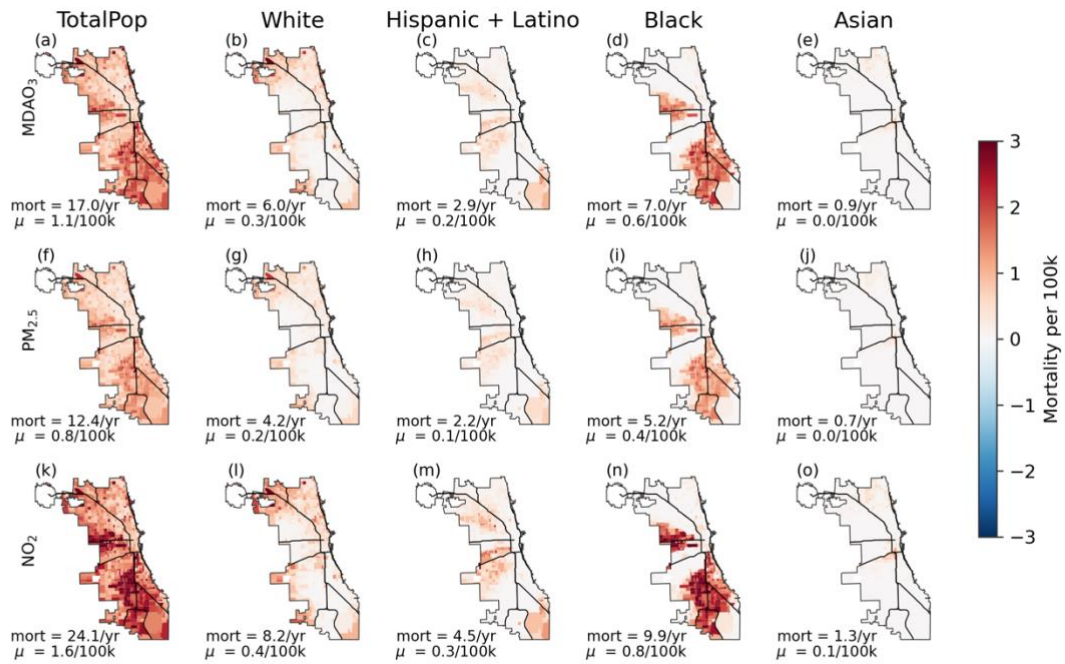 TotalPop White Hispanic + Latino Black Asian
(a) (b) (c) (d) (e)
MDAO₃
mort = 17.0/yr mort = 6.0/yr mort = 2.9/yr mort = 7.0/yr mort = 0.9/yr
μ = 1.1/100k μ = 0.3/100k μ = 0.2/100k μ = 0.6/100k μ = 0.0/100k
(f) (g) (h) (i) (j)
PM₂.₅
mort = 12.4/yr mort = 4.2/yr mort = 2.2/yr mort = 5.2/yr mort = 0.7/yr
μ = 0.8/100k μ = 0.2/100k μ = 0.1/100k μ = 0.4/100k μ = 0.0/100k
(k) (l) (m) (n) (o)
NO₂
mort = 24.1/yr mort = 8.2/yr mort = 4.5/yr mort = 9.9/yr mort = 1.3/yr
μ = 1.6/100k μ = 0.4/100k μ = 0.3/100k μ = 0.8/100k μ = 0.1/100k
3
2
1
0
−1
−2
−3
Mortality per 100k